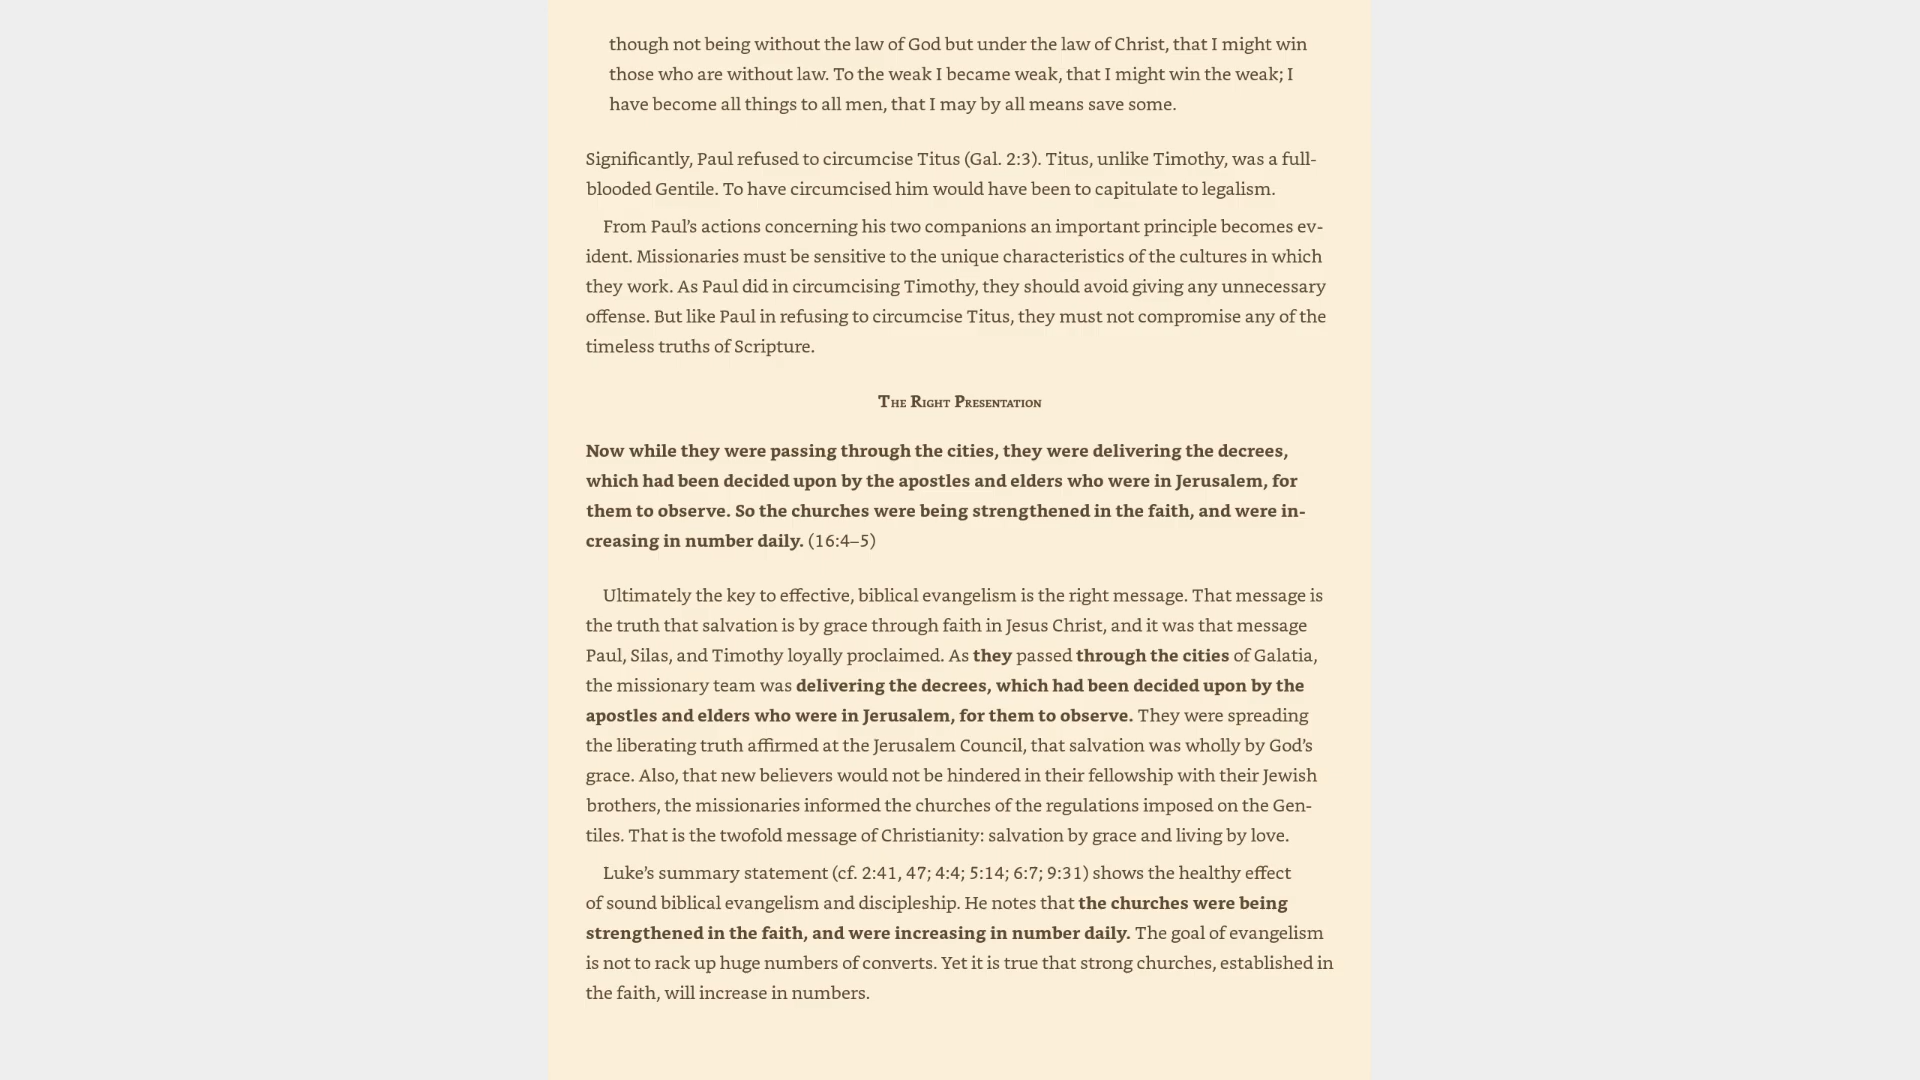 though not being without the law of God but under the law of Christ, that I might win
those who are without law. To the weak I became weak, that I might win the weak; I
have become all things to all men, that I may by all means save some.
Significantly, Paul refused to circumcise Titus (Gal. 2:3). Titus, unlike Timothy, was a full-
blooded Gentile. To have circumcised him would have been to capitulate to legalism.
From Paul’s actions concerning his two companions an important principle becomes ev-
ident. Missionaries must be sensitive to the unique characteristics of the cultures in which
they work. As Paul did in circumcising Timothy, they should avoid giving any unnecessary
offense. But like Paul in refusing to circumcise Titus, they must not compromise any of the
timeless truths of Scripture.
The Right Presentation
Now while they were passing through the cities, they were delivering the decrees,
which had been decided upon by the apostles and elders who were in Jerusalem, for
them to observe. So the churches were being strengthened in the faith, and were in-
creasing in number daily. (16:4–5)
Ultimately the key to effective, biblical evangelism is the right message. That message is
the truth that salvation is by grace through faith in Jesus Christ, and it was that message
Paul, Silas, and Timothy loyally proclaimed. As they passed through the cities of Galatia,
the missionary team was delivering the decrees, which had been decided upon by the
apostles and elders who were in Jerusalem, for them to observe. They were spreading
the liberating truth affirmed at the Jerusalem Council, that salvation was wholly by God’s
grace. Also, that new believers would not be hindered in their fellowship with their Jewish
brothers, the missionaries informed the churches of the regulations imposed on the Gen-
tiles. That is the twofold message of Christianity: salvation by grace and living by love.
Luke’s summary statement (cf. 2:41, 47; 4:4; 5:14; 6:7; 9:31) shows the healthy effect
of sound biblical evangelism and discipleship. He notes that the churches were being
strengthened in the faith, and were increasing in number daily. The goal of evangelism
is not to rack up huge numbers of converts. Yet it is true that strong churches, established in
the faith, will increase in numbers.